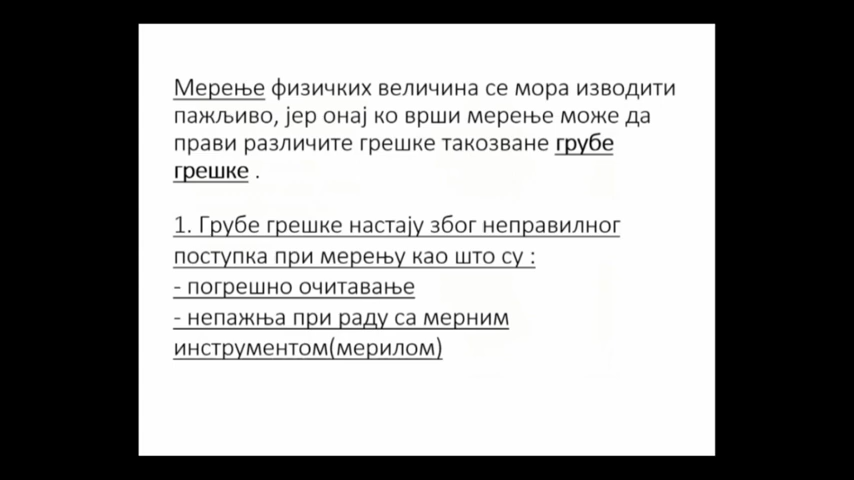 Мерење физичких величина се мора изводити
пажљиво, јер онај ко врши мерење може да
прави различите грешке такозване грубе
грешке .
1. Грубе грешке настају због неправилног
поступка при мерењу као што су :
- погрешно очитавање
- непажња при раду са мерним
инструментом(мерилом)